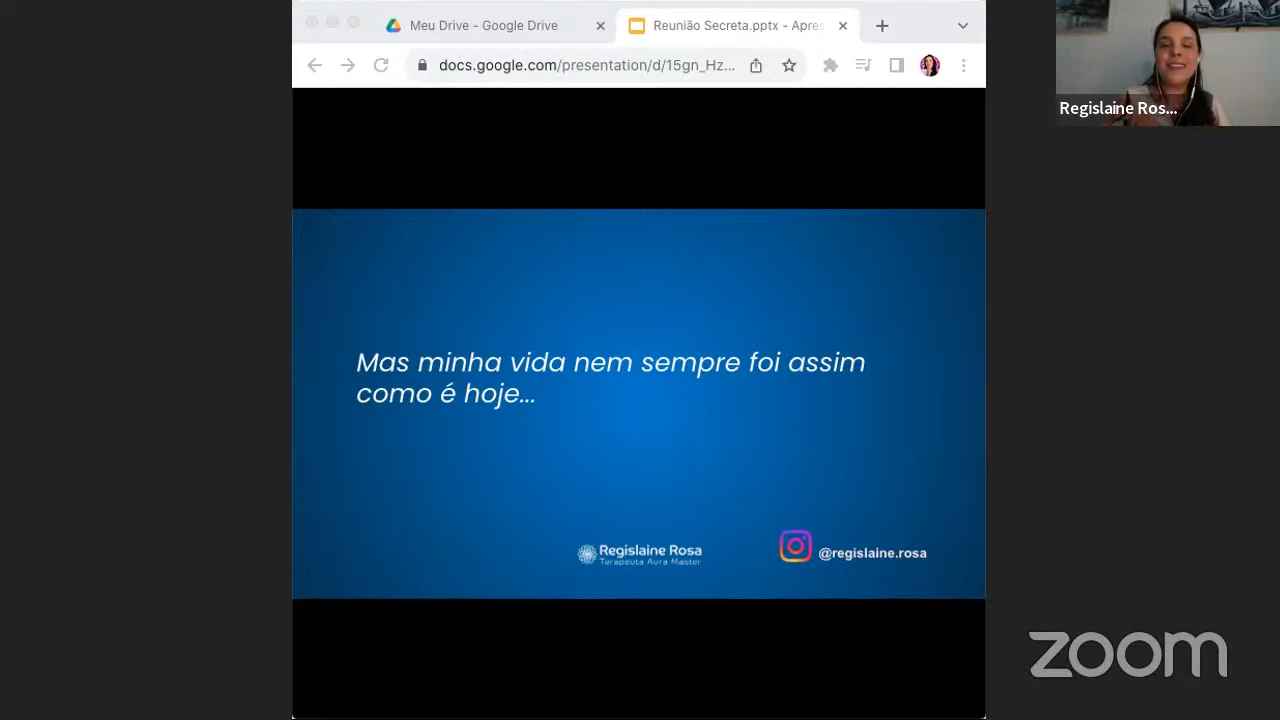 Meu Drive - Google Drive
Reunião Secreta.pptx - Apres
docs.google.com/presentation/d/15gn_Hz...
Regislaine Ros...
Mas minha vida nem sempre foi assim
como é hoje...
Regislaine Rosa
Terapeuta Aura Master
@regislaine.rosa
zoom